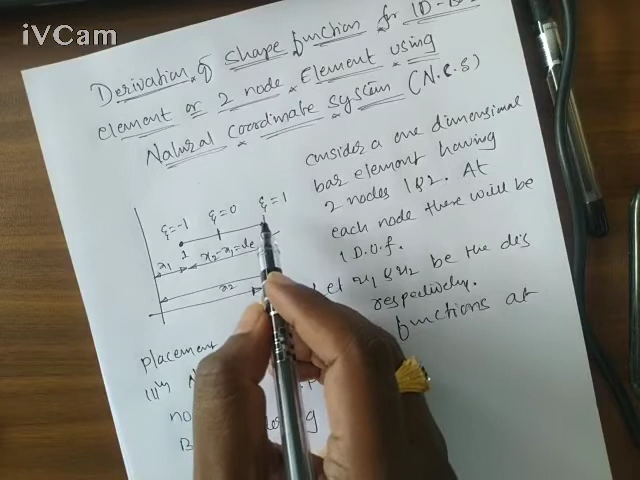 iVCam
Derivation of shape function for 1D-Bar
element or 2 node Element using
Natural coordinate system (N.C.S)
consider a one dimensional
bar element having
2 nodes 1&2. At
each node there will be
1 D.O.F.
ξ=-1 ξ=0 ξ=1
1
x1 x2-x1=le
x2
let u1 & u2 be the dis
placement respectively.
lly N functions at
no
B